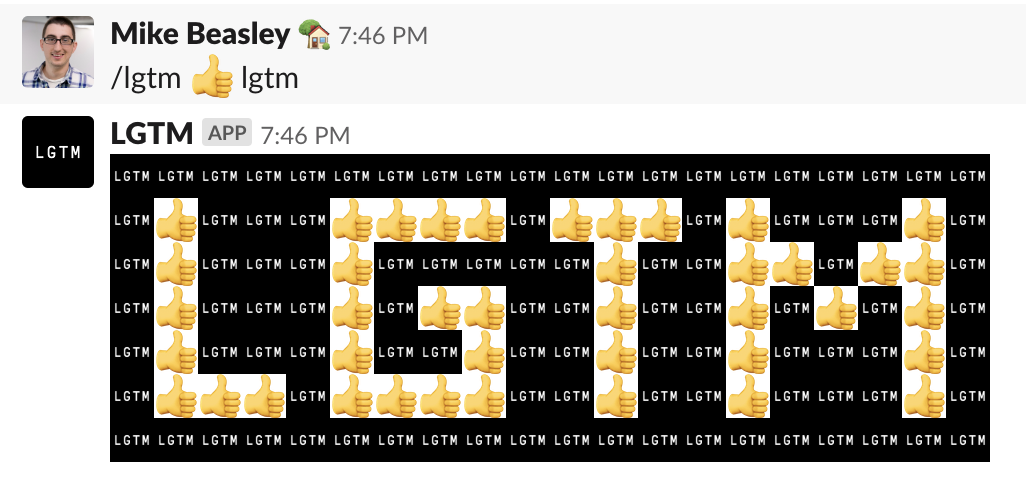 Mike Beasley 7:46 PM
/lgtm 👍 lgtm
LGTM
LGTM APP 7:46 PM
LGTM LGTM LGTM LGTM LGTM LGTM LGTM LGTM LGTM LGTM LGTM LGTM LGTM LGTM LGTM LGTM LGTM LGTM LGTM LGTM
LGTM LGTM LGTM LGTM LGTM LGTM LGTM LGTM LGTM LGTM
LGTM LGTM LGTM LGTM LGTM LGTM LGTM LGTM LGTM LGTM LGTM LGTM LGTM
LGTM LGTM LGTM LGTM LGTM LGTM LGTM LGTM LGTM LGTM LGTM LGTM
LGTM LGTM LGTM LGTM LGTM LGTM LGTM LGTM LGTM LGTM LGTM LGTM LGTM LGTM
LGTM LGTM LGTM LGTM LGTM LGTM LGTM LGTM LGTM LGTM
LGTM LGTM LGTM LGTM LGTM LGTM LGTM LGTM LGTM LGTM LGTM LGTM LGTM LGTM LGTM LGTM LGTM LGTM LGTM LGTM